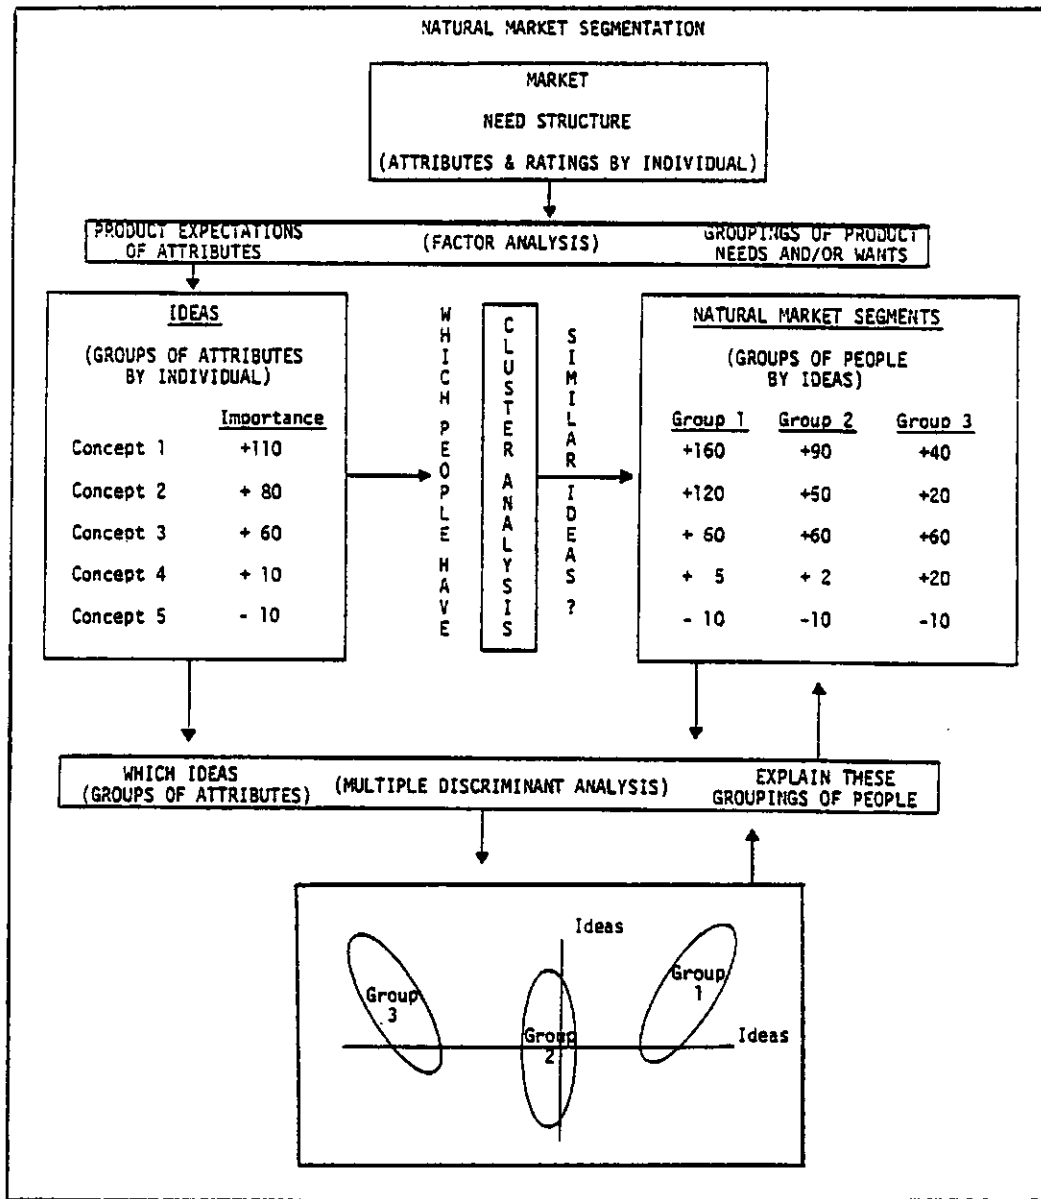 NATURAL MARKET SEGMENTATION
MARKET
NEED STRUCTURE
(ATTRIBUTES & RATINGS BY INDIVIDUAL)
PRODUCT EXPECTATIONS
OF ATTRIBUTES
(FACTOR ANALYSIS)
GROUPINGS OF PRODUCT
NEEDS AND/OR WANTS
IDEAS
(GROUPS OF ATTRIBUTES
BY INDIVIDUAL)
Importance
Concept 1 +110
Concept 2 + 80
Concept 3 + 60
Concept 4 + 10
Concept 5 - 10
WHICH PEOPLE HAVE
CLUSTER ANALYSIS
SIMILAR IDEAS ?
NATURAL MARKET SEGMENTS
(GROUPS OF PEOPLE
BY IDEAS)
Group 1 Group 2 Group 3
+160 +90 +40
+120 +50 +20
+ 60 +60 +60
+ 5 + 2 +20
- 10 -10 -10
WHICH IDEAS
(GROUPS OF ATTRIBUTES)
(MULTIPLE DISCRIMINANT ANALYSIS)
EXPLAIN THESE
GROUPINGS OF PEOPLE
Ideas
Group
3
Group
2
Group
1
Ideas